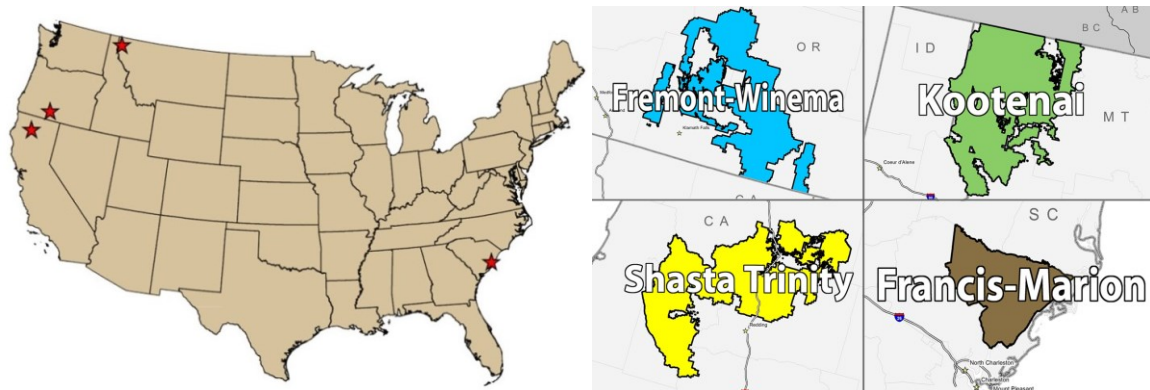 OR
Fremont-Winema
Klamath Falls
CA
AB
BC
ID
Kootenai
MT
Coeur d'Alene
CA
Shasta Trinity
Redding
SC
Francis-Marion
26
North Charleston
Charleston
Mount Pleasant